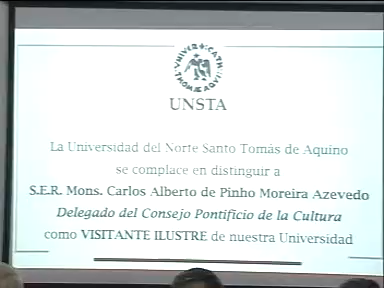 UNSTA
La Universidad del Norte Santo Tomás de Aquino
se complace en distinguir a
S.E.R. Mons. Carlos Alberto de Pinho Moreira Azevedo
Delegado del Consejo Pontificio de la Cultura
como VISITANTE ILUSTRE de nuestra Universidad